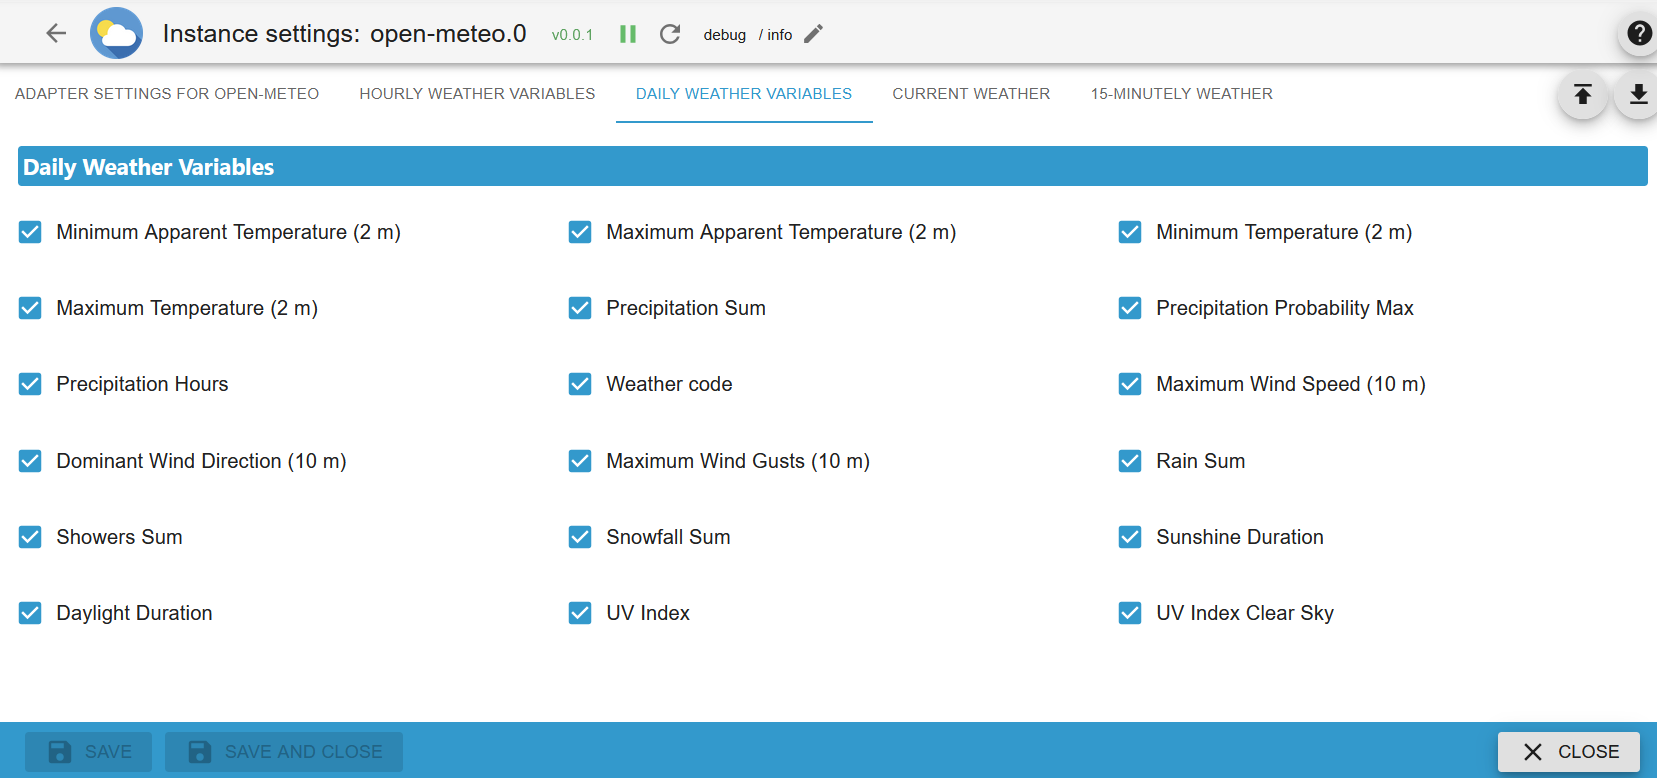 Instance settings: open-meteo.0 v0.0.1 debug / info
ADAPTER SETTINGS FOR OPEN-METEO HOURLY WEATHER VARIABLES DAILY WEATHER VARIABLES CURRENT WEATHER 15-MINUTELY WEATHER
Daily Weather Variables
Minimum Apparent Temperature (2 m) Maximum Apparent Temperature (2 m) Minimum Temperature (2 m)
Maximum Temperature (2 m) Precipitation Sum Precipitation Probability Max
Precipitation Hours Weather code Maximum Wind Speed (10 m)
Dominant Wind Direction (10 m) Maximum Wind Gusts (10 m) Rain Sum
Showers Sum Snowfall Sum Sunshine Duration
Daylight Duration UV Index UV Index Clear Sky
SAVE SAVE AND CLOSE CLOSE